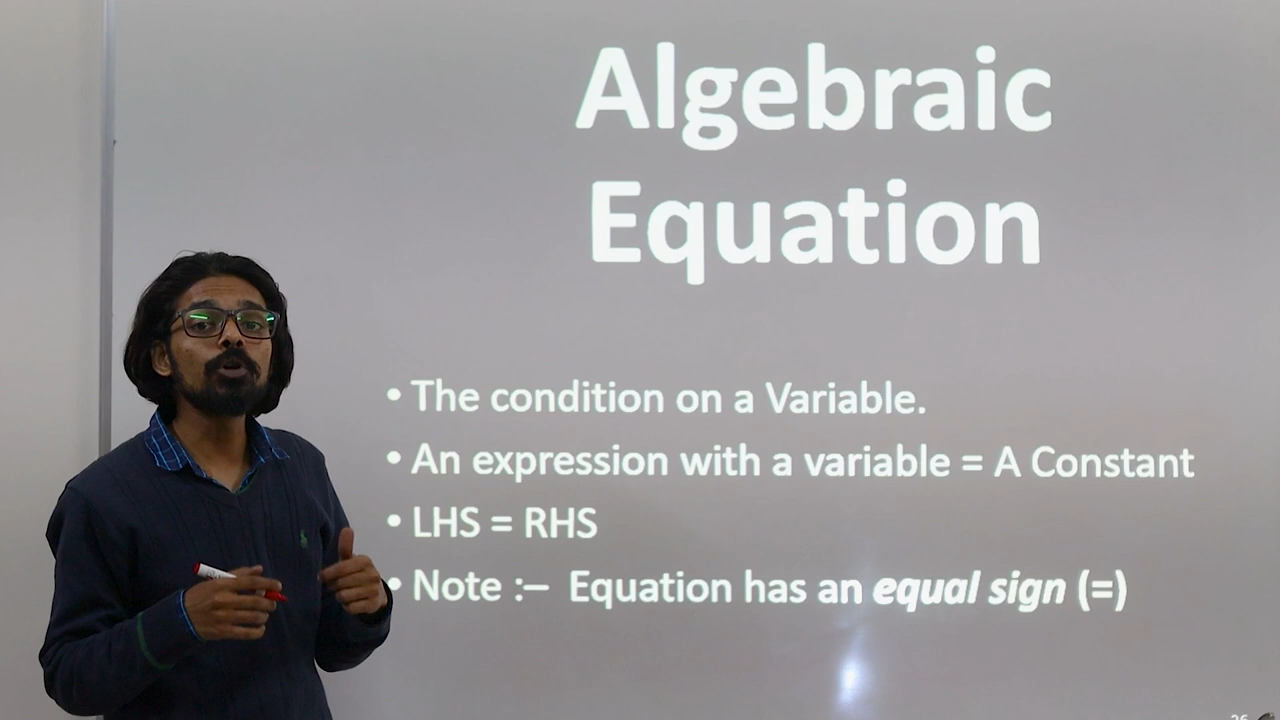 Algebraic
Equation
• The condition on a Variable.
• An expression with a variable = A Constant
• LHS = RHS
• Note :– Equation has an equal sign (=)
26